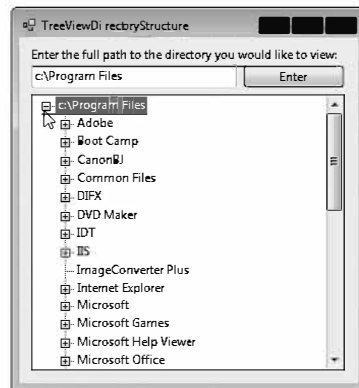 TreeViewDirectoryStructure
Enter the full path to the directory you would like to view:
c:\Program Files
Enter
c:\Program Files
Adobe
Boot Camp
CanonBJ
Common Files
DIFX
DVD Maker
IDT
IIS
ImageConverter Plus
Internet Explorer
Microsoft
Microsoft Games
Microsoft Help Viewer
Microsoft Office